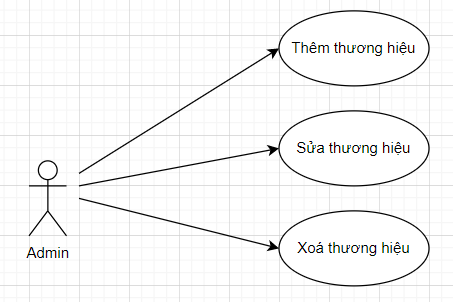 Thêm thương hiệu
Sửa thương hiệu
Xoá thương hiệu
Admin